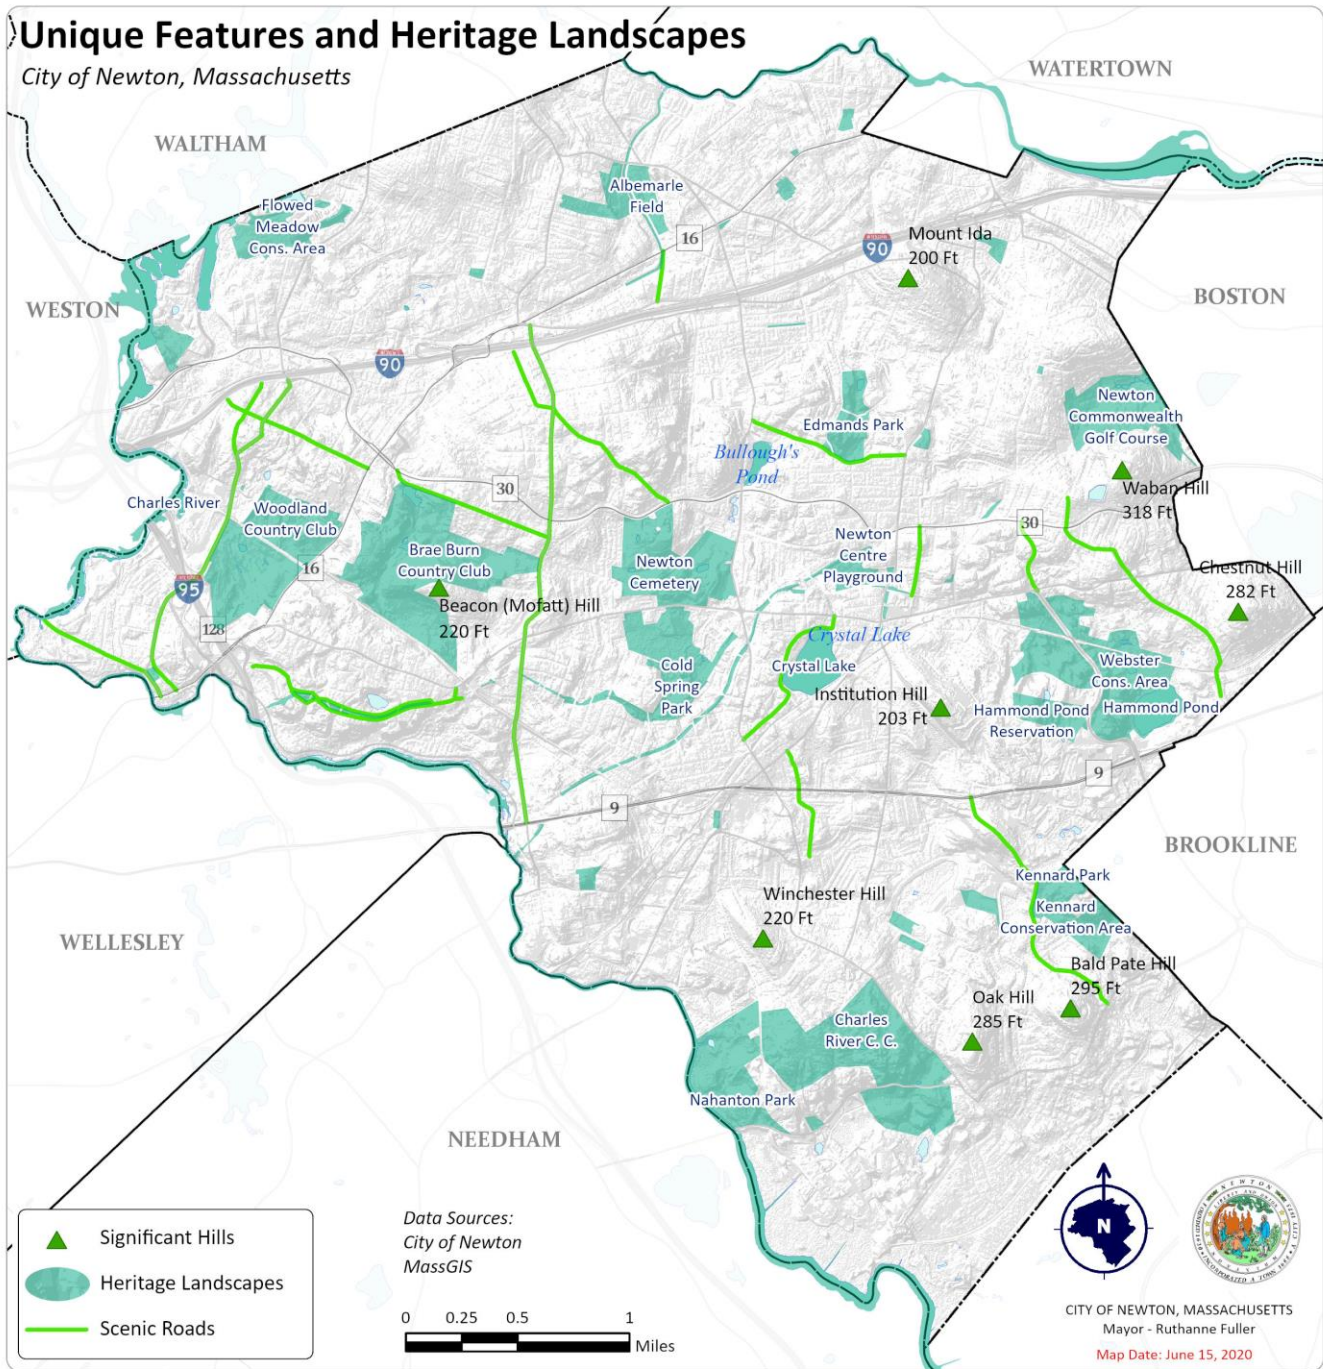 Unique Features and Heritage Landscapes
City of Newton, Massachusetts
WATERTOWN
WALTHAM
Albemarle
Field
Flowed
Meadow
Cons. Area
16
90
Mount Ida
200 Ft
WESTON
BOSTON
90
Newton
Commonwealth
Golf Course
Edmands Park
Bullough's
Pond
Waban Hill
318 Ft
30
Charles River
Woodland
Country Club
30
Brae Burn
Country Club
Newton
Cemetery
Newton
Centre
Playground
16
95
Chestnut Hill
282 Ft
Beacon (Mofatt) Hill
220 Ft
128
Crystal Lake
Crystal Lake
Cold
Spring
Park
Webster
Cons. Area
Institution Hill
203 Ft
Hammond Pond
Reservation
Hammond Pond
9
9
BROOKLINE
Kennard Park
Kennard
Conservation Area
Winchester Hill
220 Ft
WELLESLEY
Bald Pate Hill
295 Ft
Oak Hill
285 Ft
Charles
River C. C.
Nahanton Park
NEEDHAM
Significant Hills
Heritage Landscapes
Scenic Roads
Data Sources:
City of Newton
MassGIS
0 0.25 0.5 1
Miles
N
CITY OF NEWTON, MASSACHUSETTS
Mayor - Ruthanne Fuller
Map Date: June 15, 2020